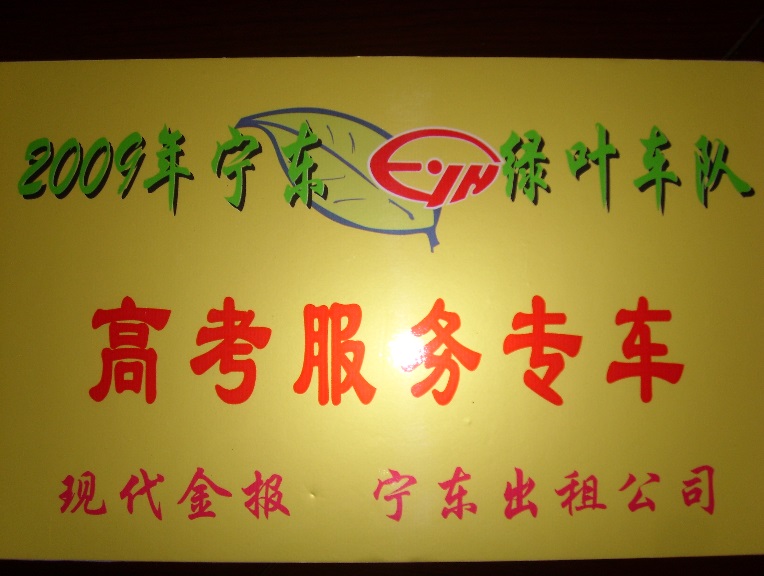 2009年宁东 绿叶车队
高考服务专车
现代金报 宁东出租公司